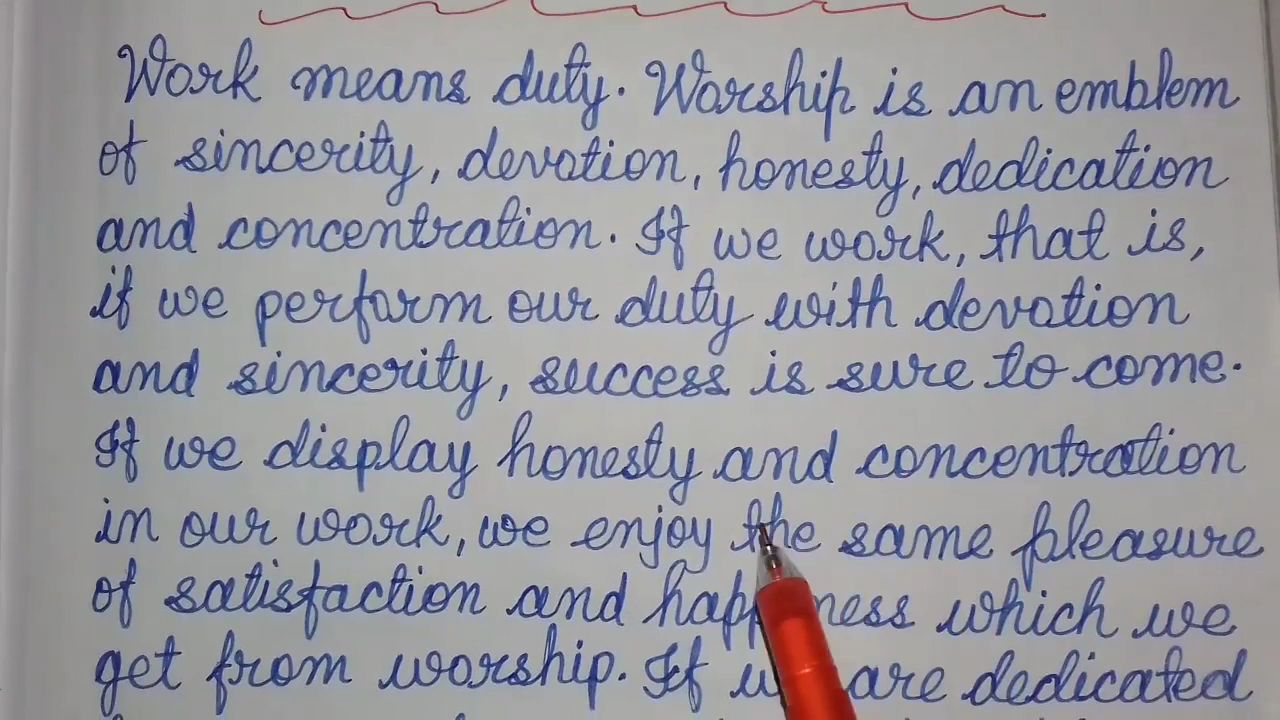 Work means duty. Worship is an emblem
of sincerity, devotion, honesty, dedication
and concentration. If we work, that is,
if we perform our duty with devotion
and sincerity, success is sure to come.
If we display honesty and concentration
in our work, we enjoy the same pleasure
of satisfaction and happiness which we
get from worship. If we are dedicated